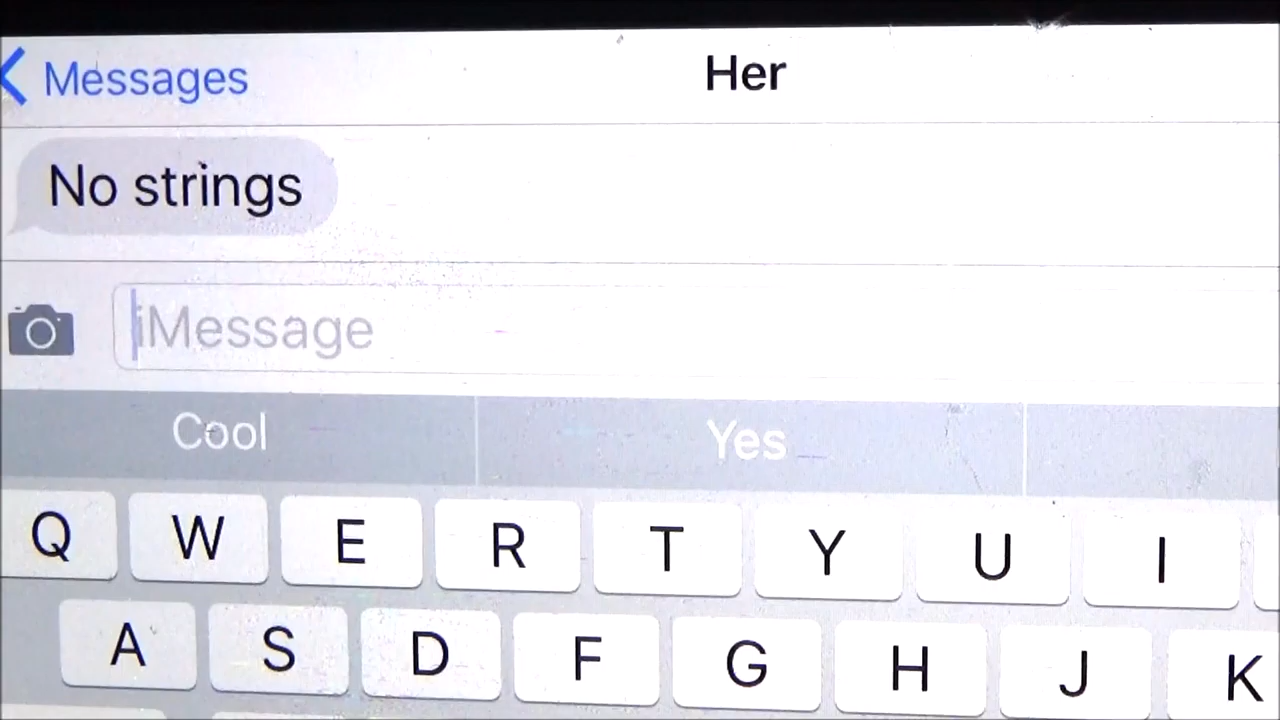 Messages
Her
No strings
iMessage
Cool
Yes
Q W E R T Y U I
A S D F G H J K